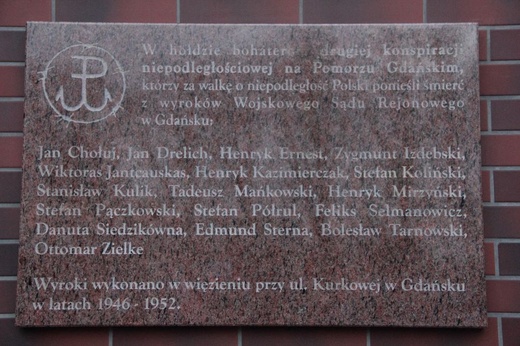 W hołdzie bohaterom drugiej konspiracji
niepodległościowej na Pomorzu Gdańskim,
którzy za walkę o niepodległość Polski ponieśli śmierć
z wyroków Wojskowego Sądu Rejonowego
w Gdańsku:
Jan Chołuj, Jan Drelich, Henryk Ernest, Zygmunt Izdebski,
Wiktoras Jantcauskas, Henryk Kazimierczak, Stefan Koliński,
Stanisław Kulik, Tadeusz Mańkowski, Henryk Mirzyński,
Stefan Pączkowski, Stefan Półrul, Feliks Selmanowicz,
Danuta Siedzikówna, Edmund Sterna, Bolesław Tarnowski,
Ottomar Zielke
Wyroki wykonano w więzieniu przy ul. Kurkowej w Gdańsku
w latach 1946 - 1952.